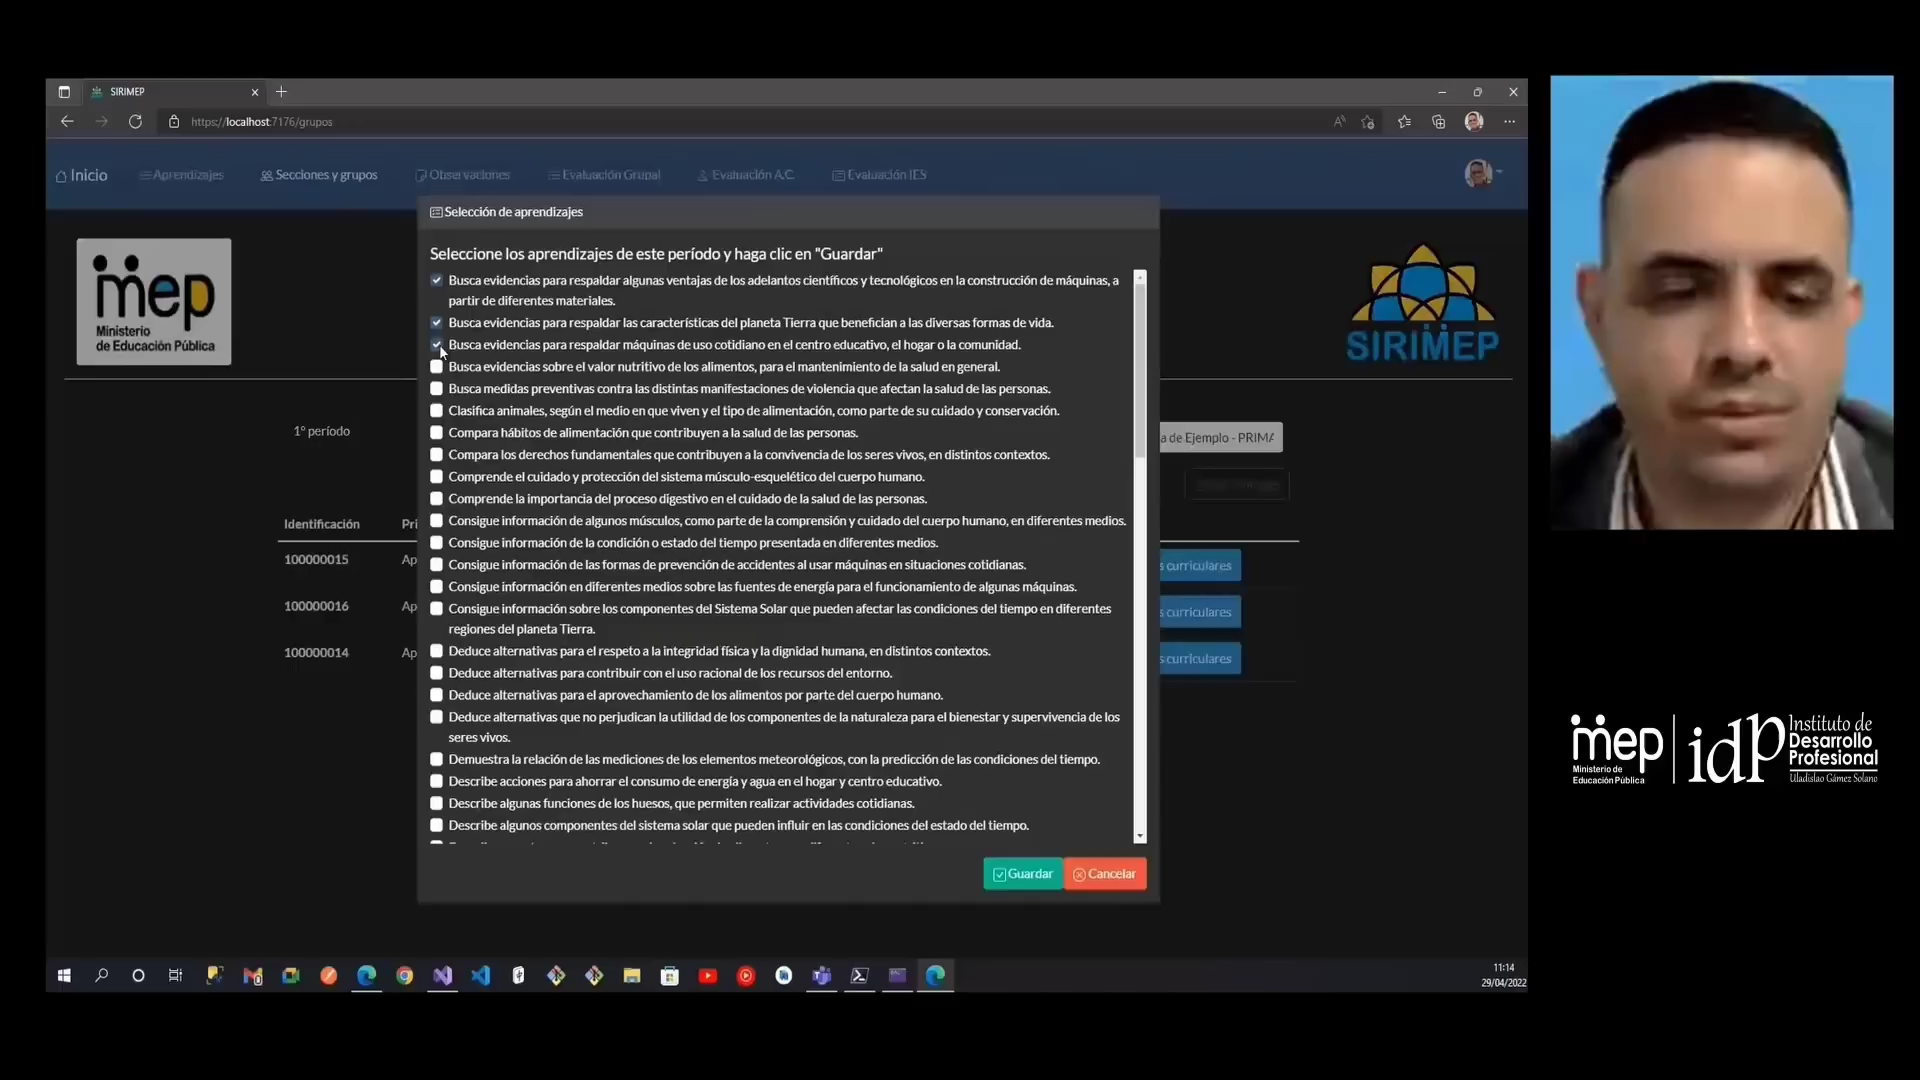 SIRIMEP
https://localhost:7176/grupos
Inicio
Aprendizajes
Secciones y grupos
Observaciones
Evaluación Grupal
Evaluación A.C.
Evaluación IES
mep
Ministerio
de Educación Pública
SIRIMEP
Selección de aprendizajes
Seleccione los aprendizajes de este período y haga clic en "Guardar"
Busca evidencias para respaldar algunas ventajas de los adelantos científicos y tecnológicos en la construcción de máquinas, a
partir de diferentes materiales.
Busca evidencias para respaldar las características del planeta Tierra que benefician a las diversas formas de vida.
Busca evidencias para respaldar máquinas de uso cotidiano en el centro educativo, el hogar o la comunidad.
Busca evidencias sobre el valor nutritivo de los alimentos, para el mantenimiento de la salud en general.
Busca medidas preventivas contra las distintas manifestaciones de violencia que afectan la salud de las personas.
Clasifica animales, según el medio en que viven y el tipo de alimentación, como parte de su cuidado y conservación.
Compara hábitos de alimentación que contribuyen a la salud de las personas.
Compara los derechos fundamentales que contribuyen a la convivencia de los seres vivos, en distintos contextos.
Comprende el cuidado y protección del sistema músculo-esquelético del cuerpo humano.
Comprende la importancia del proceso digestivo en el cuidado de la salud de las personas.
Consigue información de algunos músculos, como parte de la comprensión y cuidado del cuerpo humano, en diferentes medios.
Consigue información de la condición o estado del tiempo presentada en diferentes medios.
Consigue información de las formas de prevención de accidentes al usar máquinas en situaciones cotidianas.
Consigue información en diferentes medios sobre las fuentes de energía para el funcionamiento de algunas máquinas.
Consigue información sobre los componentes del Sistema Solar que pueden afectar las condiciones del tiempo en diferentes
regiones del planeta Tierra.
Deduce alternativas para el respeto a la integridad física y la dignidad humana, en distintos contextos.
Deduce alternativas para contribuir con el uso racional de los recursos del entorno.
Deduce alternativas para el aprovechamiento de los alimentos por parte del cuerpo humano.
Deduce alternativas que no perjudican la utilidad de los componentes de la naturaleza para el bienestar y supervivencia de los
seres vivos.
Demuestra la relación de las mediciones de los elementos meteorológicos, con la predicción de las condiciones del tiempo.
Describe acciones para ahorrar el consumo de energía y agua en el hogar y centro educativo.
Describe algunas funciones de los huesos, que permiten realizar actividades cotidianas.
Describe algunos componentes del sistema solar que pueden influir en las condiciones del estado del tiempo.
Guardar
Cancelar
1º período
a de Ejemplo - PRIMA
Identificación
Pri
100000015
Ap
s curriculares
100000016
Ap
s curriculares
100000014
Ap
s curriculares
11:14
29/04/2022
mep
Ministerio de
Educación Pública
idp
Instituto de
Desarrollo
Profesional
Uladislao Gámez Solano